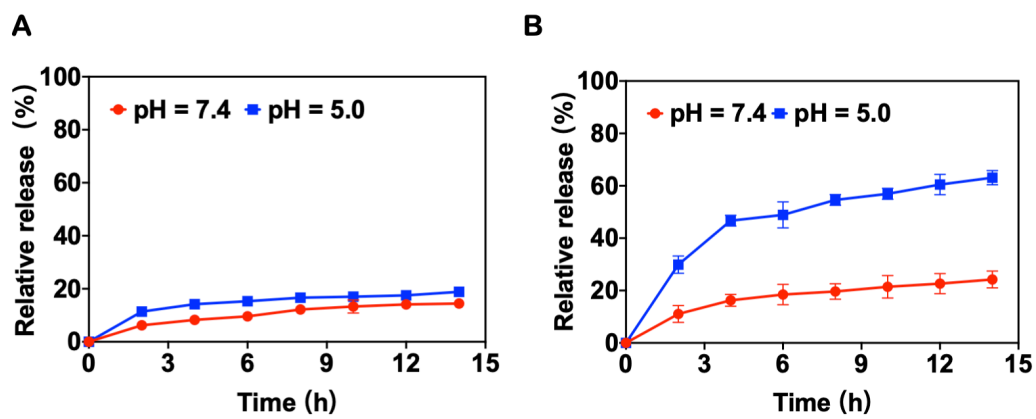 A
Relative release (%)
100
80
60
40
20
0
pH = 7.4 pH = 5.0
0 3 6 9 12 15
Time (h)
B
Relative release (%)
100
80
60
40
20
0
pH = 7.4 pH = 5.0
0 3 6 9 12 15
Time (h)